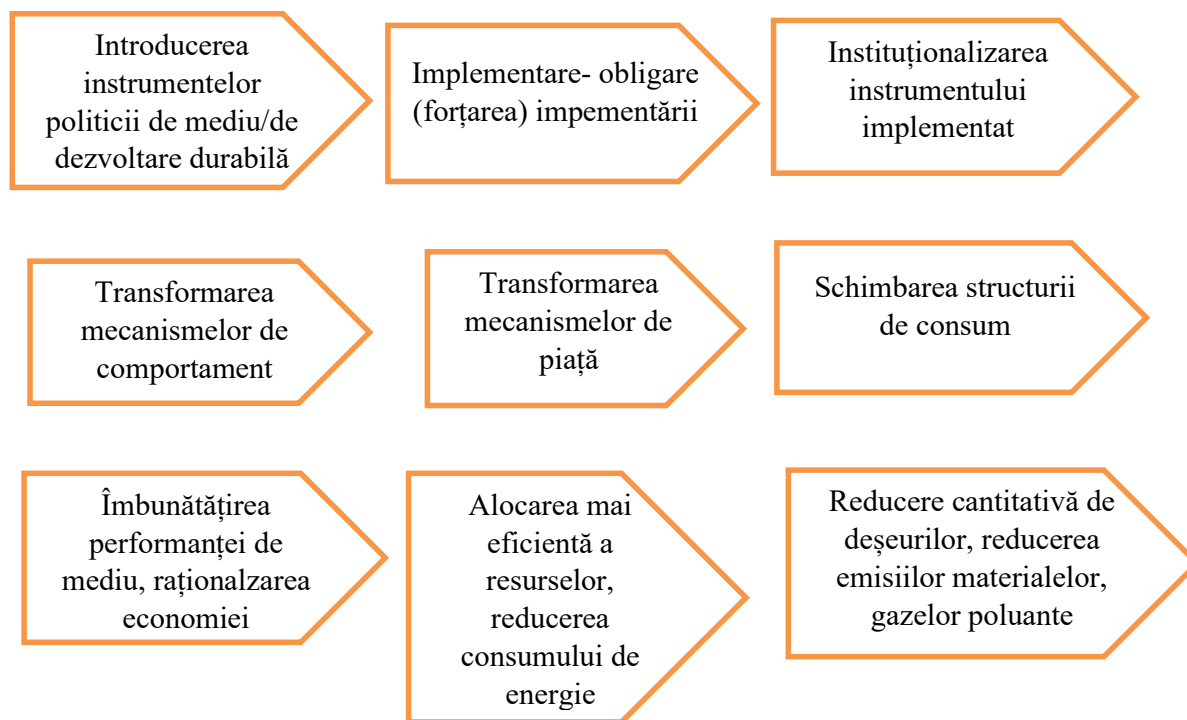 Introducerea
instrumentelor
politicii de mediu/de
dezvoltare durabilă
Implementare- obligare
(forțarea) impementării
Instituționalizarea
instrumentului
implementat
Transformarea
mecanismelor de
comportament
Transformarea
mecanismelor de
piață
Schimbarea structurii
de consum
Îmbunătățirea
performanței de
mediu, raționalzarea
economiei
Alocarea mai
eficientă a
resurselor,
reducerea
consumului de
energie
Reducere cantitativă de
deșeurilor, reducerea
emisiilor materialelor,
gazelor poluante